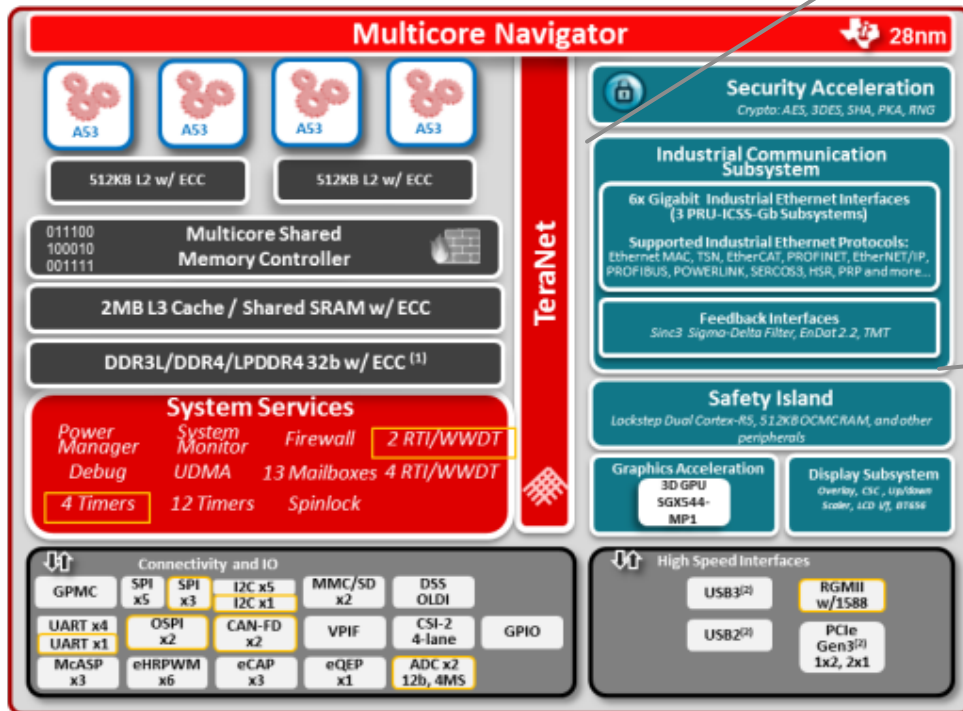 Multicore Navigator
28nm
A53
A53
A53
A53
512KB L2 w/ ECC
512KB L2 w/ ECC
011100
100010
001111
Multicore Shared
Memory Controller
2MB L3 Cache / Shared SRAM w/ ECC
DDR3L/DDR4/LPDDR4 32b w/ ECC (1)
System Services
Power
Manager
System
Monitor
Firewall
2 RTI/WWDT
Debug
UDMA
13 Mailboxes
4 RTI/WWDT
4 Timers
12 Timers
Spinlock
TeraNet
Security Acceleration
Crypto: AES, 3DES, SHA, PKA, RNG
Industrial Communication
Subsystem
6x Gigabit Industrial Ethernet Interfaces
(3 PRU-ICSS-Gb Subsystems)
Supported Industrial Ethernet Protocols:
Ethernet MAC, TSN, EtherCAT, PROFINET, EtherNET/IP,
PROFIBUS, POWERLINK, SERCOS3, HSR, PRP and more...
Feedback Interfaces
Sinc3 Sigma-Delta Filter, EnDat 2.2, TMT
Safety Island
Lockstep Dual Cortex-R5, 512KB OCMCRAM, and other
peripherals
Graphics Acceleration
3D GPU
SGX544-
MP1
Display Subsystem
Overlay, CSC , Up/down
Scaler, LCD I/f, BT656
Connectivity and IO
GPMC
SPI
x5
SPI
x3
I2C x5
I2C x1
MMC/SD
x2
DSS
OLDI
UART x4
UART x1
OSPI
x2
CAN-FD
x2
VPIF
CSI-2
4-lane
GPIO
McASP
x3
eHRPWM
x6
eCAP
x3
eQEP
x1
ADC x2
12b, 4MS
High Speed Interfaces
USB3(2)
RGMII
w/1588
USB2(2)
PCIe
Gen3(2)
1x2, 2x1